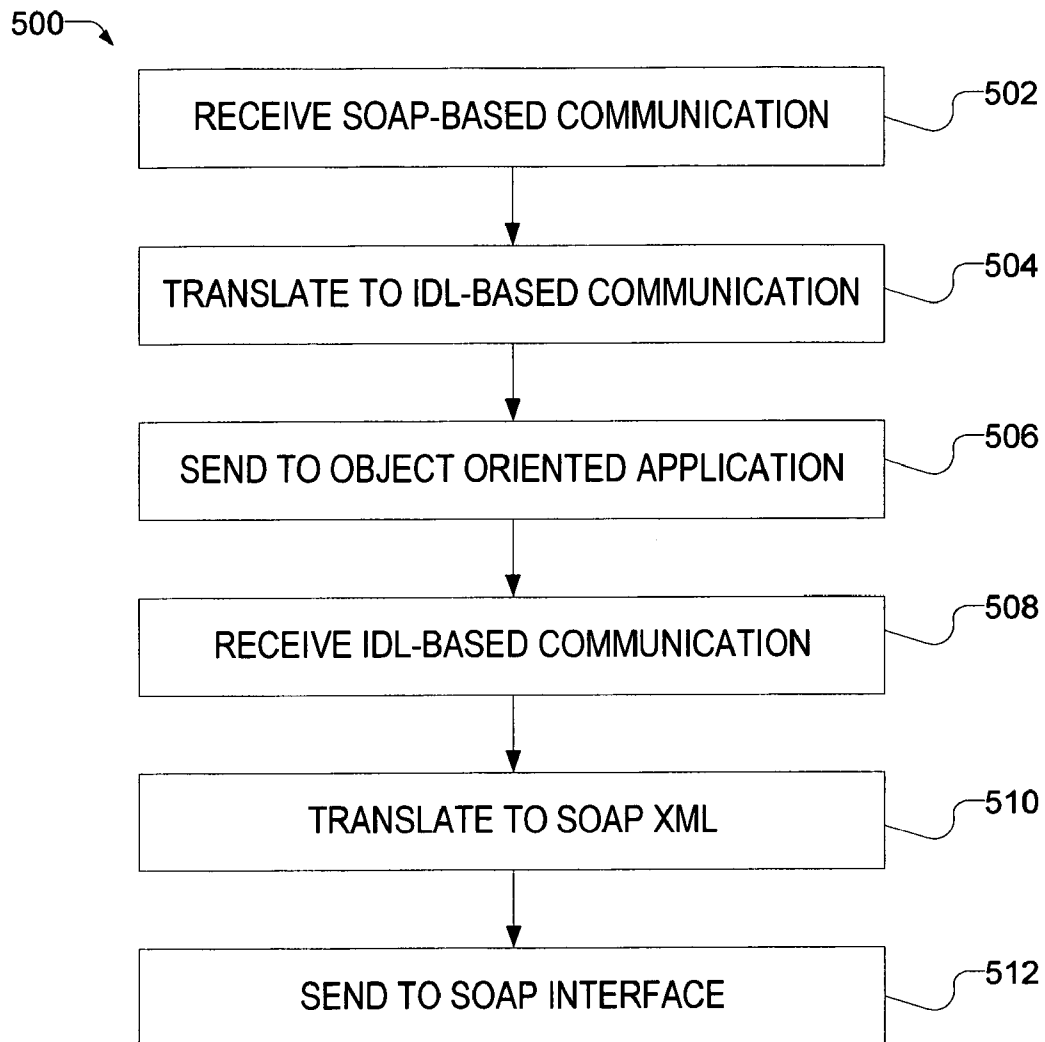 500
RECEIVE SOAP-BASED COMMUNICATION
502
TRANSLATE TO IDL-BASED COMMUNICATION
504
SEND TO OBJECT ORIENTED APPLICATION
506
RECEIVE IDL-BASED COMMUNICATION
508
TRANSLATE TO SOAP XML
510
SEND TO SOAP INTERFACE
512